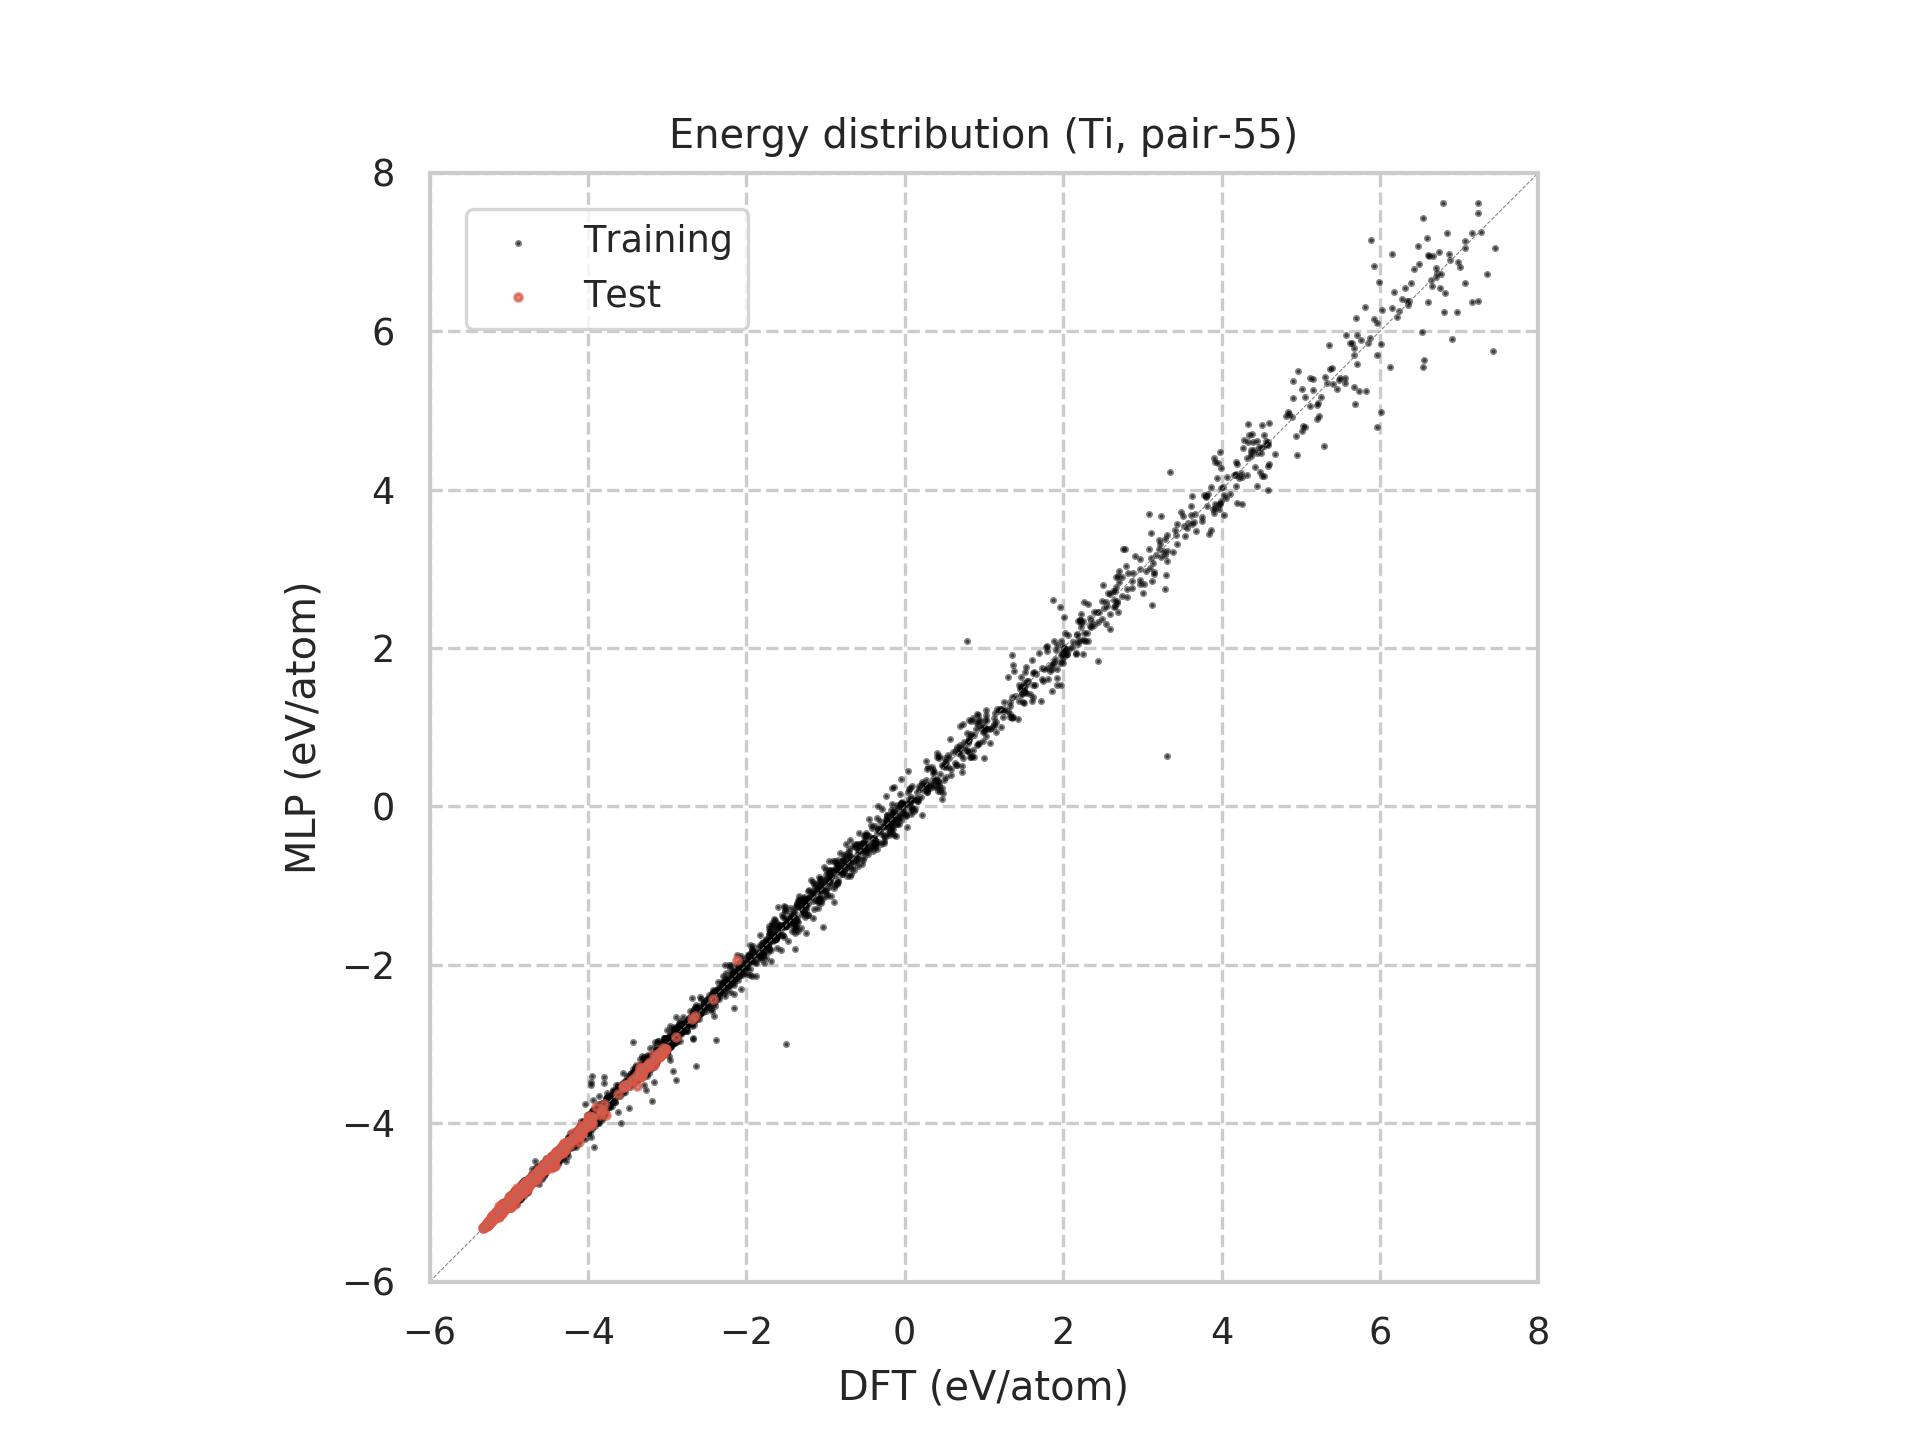 Energy distribution (Ti, pair-55)
Training
Test
8
6
4
2
0
−2
−4
−6
MLP (eV/atom)
−6 −4 −2 0 2 4 6 8
DFT (eV/atom)